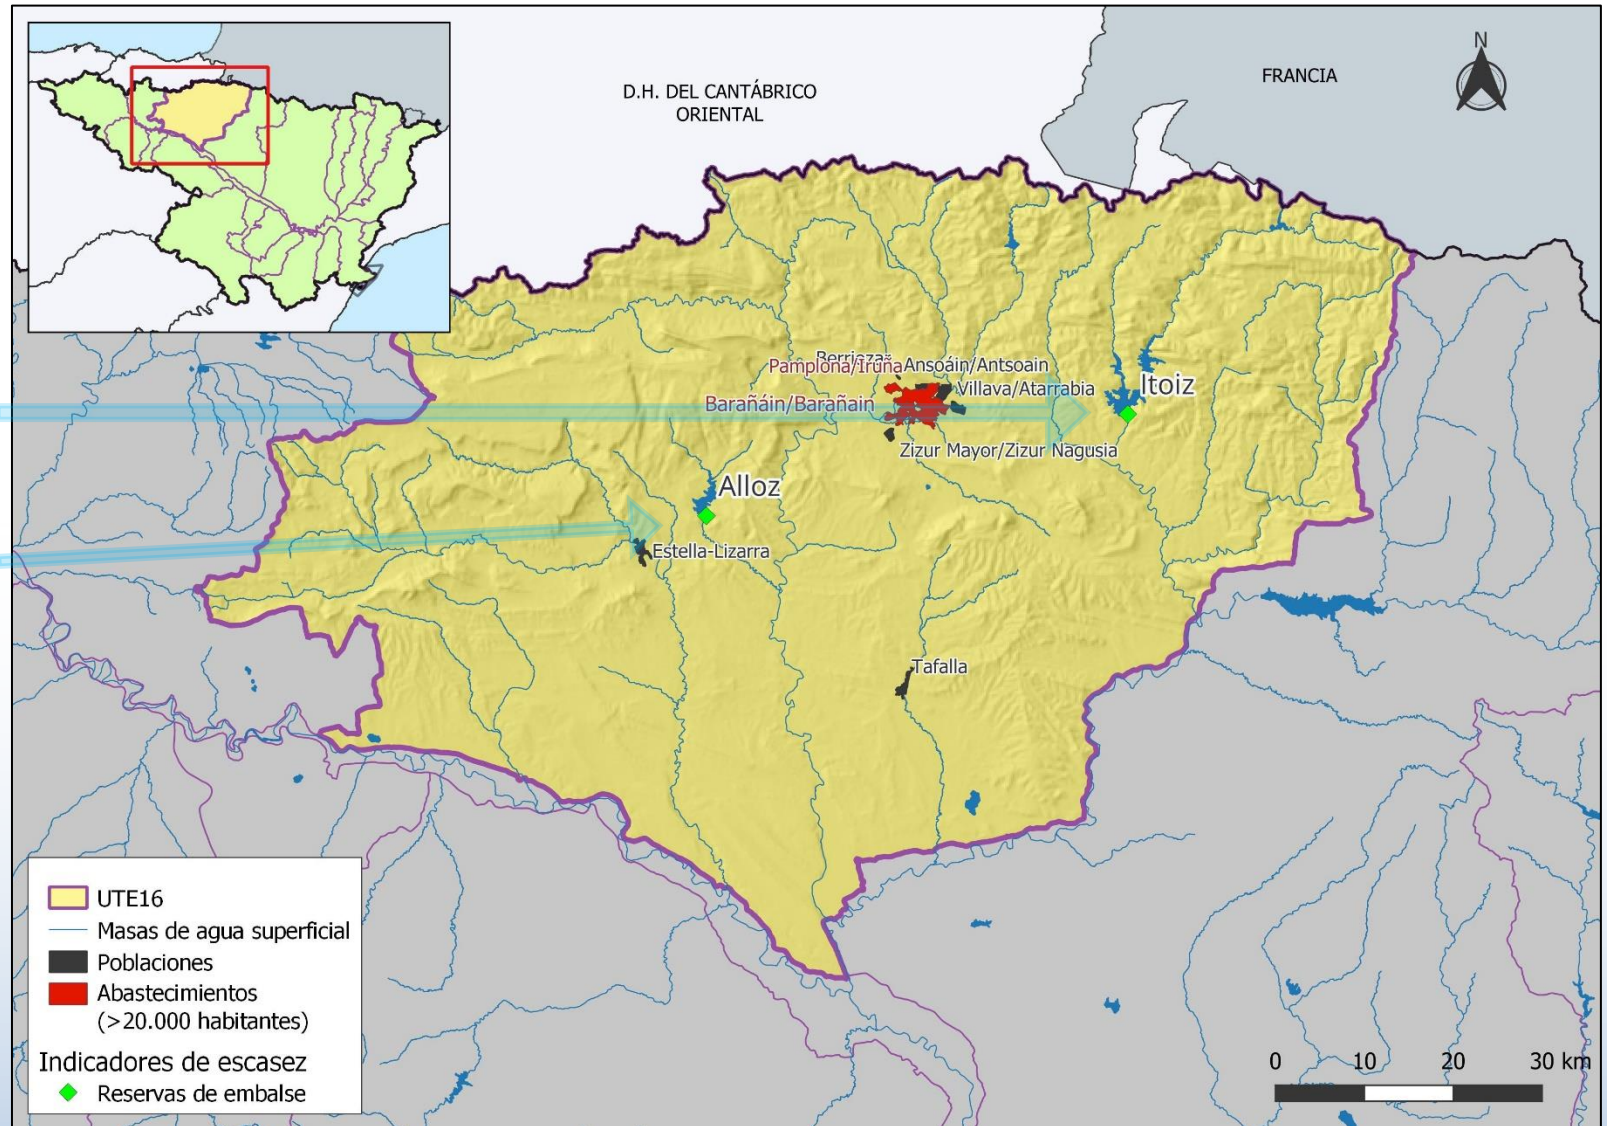 D.H. DEL CANTÁBRICO
ORIENTAL
FRANCIA
N
Berriozar
Pamplona/Iruña
Ansoáin/Antsoain
Villava/Atarrabia
Itoiz
Barañáin/Barañain
Zizur Mayor/Zizur Nagusia
Alloz
Estella-Lizarra
Tafalla
UTE16
Masas de agua superficial
Poblaciones
Abastecimientos
(>20.000 habitantes)
Indicadores de escasez
Reservas de embalse
0 10 20 30 km